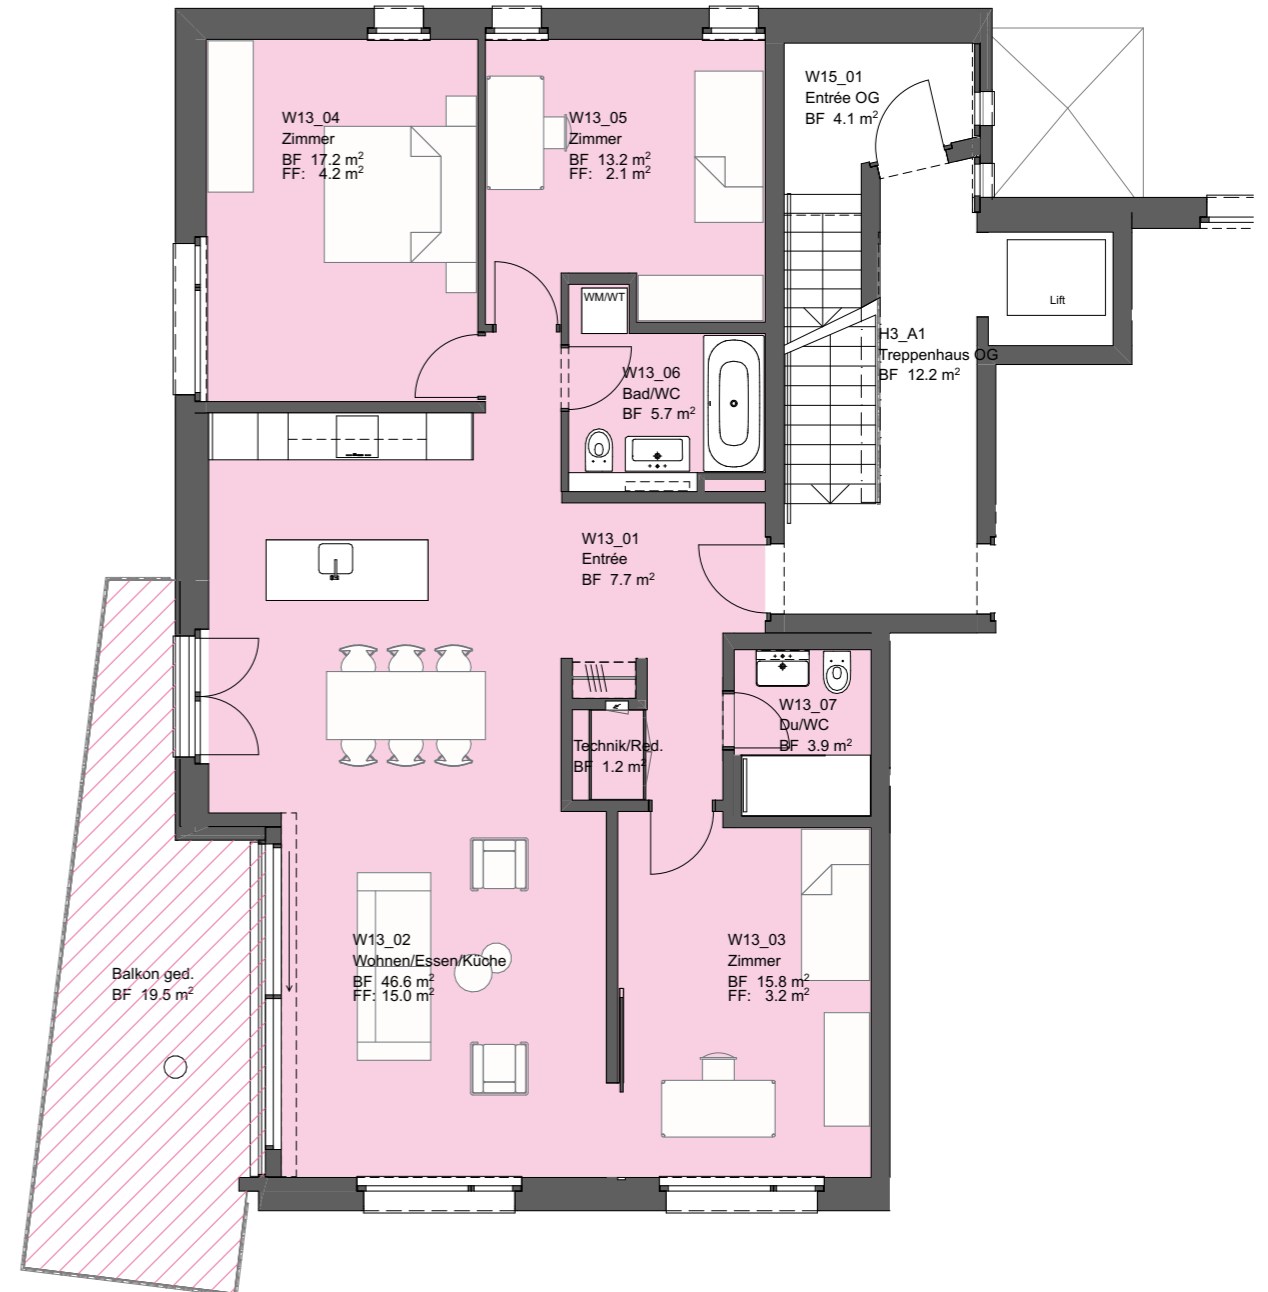 W15_01
Entrée OG
BF 4.1 m²
W13_04
Zimmer
BF 17.2 m²
FF: 4.2 m²
W13_05
Zimmer
BF 13.2 m²
FF: 2.1 m²
WM/WT
Lift
H3_A1
Treppenhaus OG
BF 12.2 m²
W13_06
Bad/WC
BF 5.7 m²
W13_01
Entrée
BF 7.7 m²
W13_07
Du/WC
BF 3.9 m²
Technik/Red.
BF 1.2 m²
W13_02
Wohnen/Essen/Küche
BF 46.6 m²
FF: 15.0 m²
W13_03
Zimmer
BF 15.8 m²
FF: 3.2 m²
Balkon ged.
BF 19.5 m²